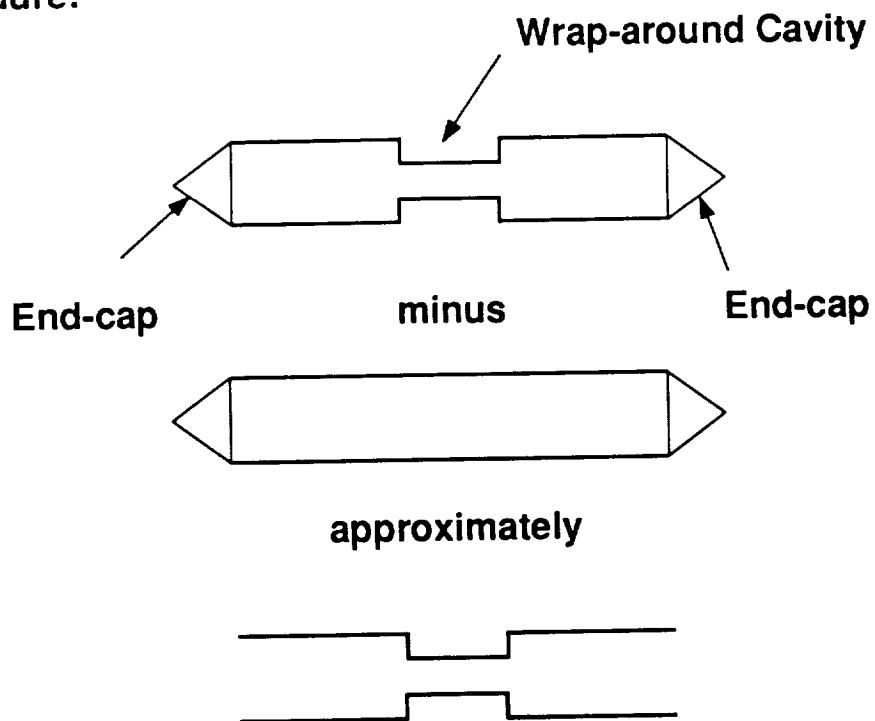 Wrap-around Cavity
End-cap
minus
End-cap
approximately